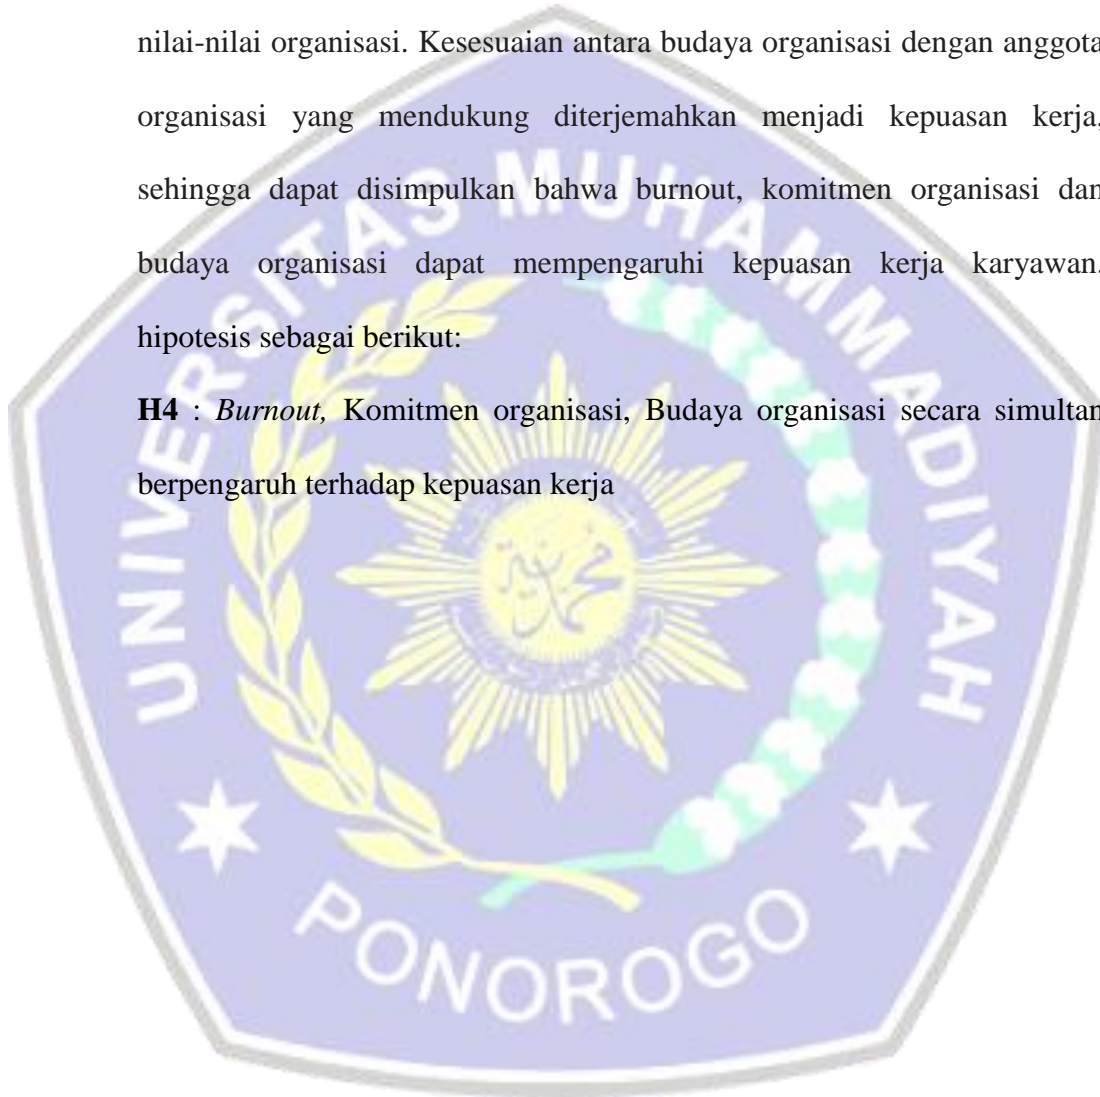 nilai-nilai organisasi. Kesesuaian antara budaya organisasi dengan anggota
organisasi yang mendukung diterjemahkan menjadi kepuasan kerja,
sehingga dapat disimpulkan bahwa burnout, komitmen organisasi dan
budaya organisasi dapat mempengaruhi kepuasan kerja karyawan.
hipotesis sebagai berikut:
H4 : Burnout, Komitmen organisasi, Budaya organisasi secara simultan
berpengaruh terhadap kepuasan kerja
UNIVERSITAS MUHAMMADIYAH
PONOROGO